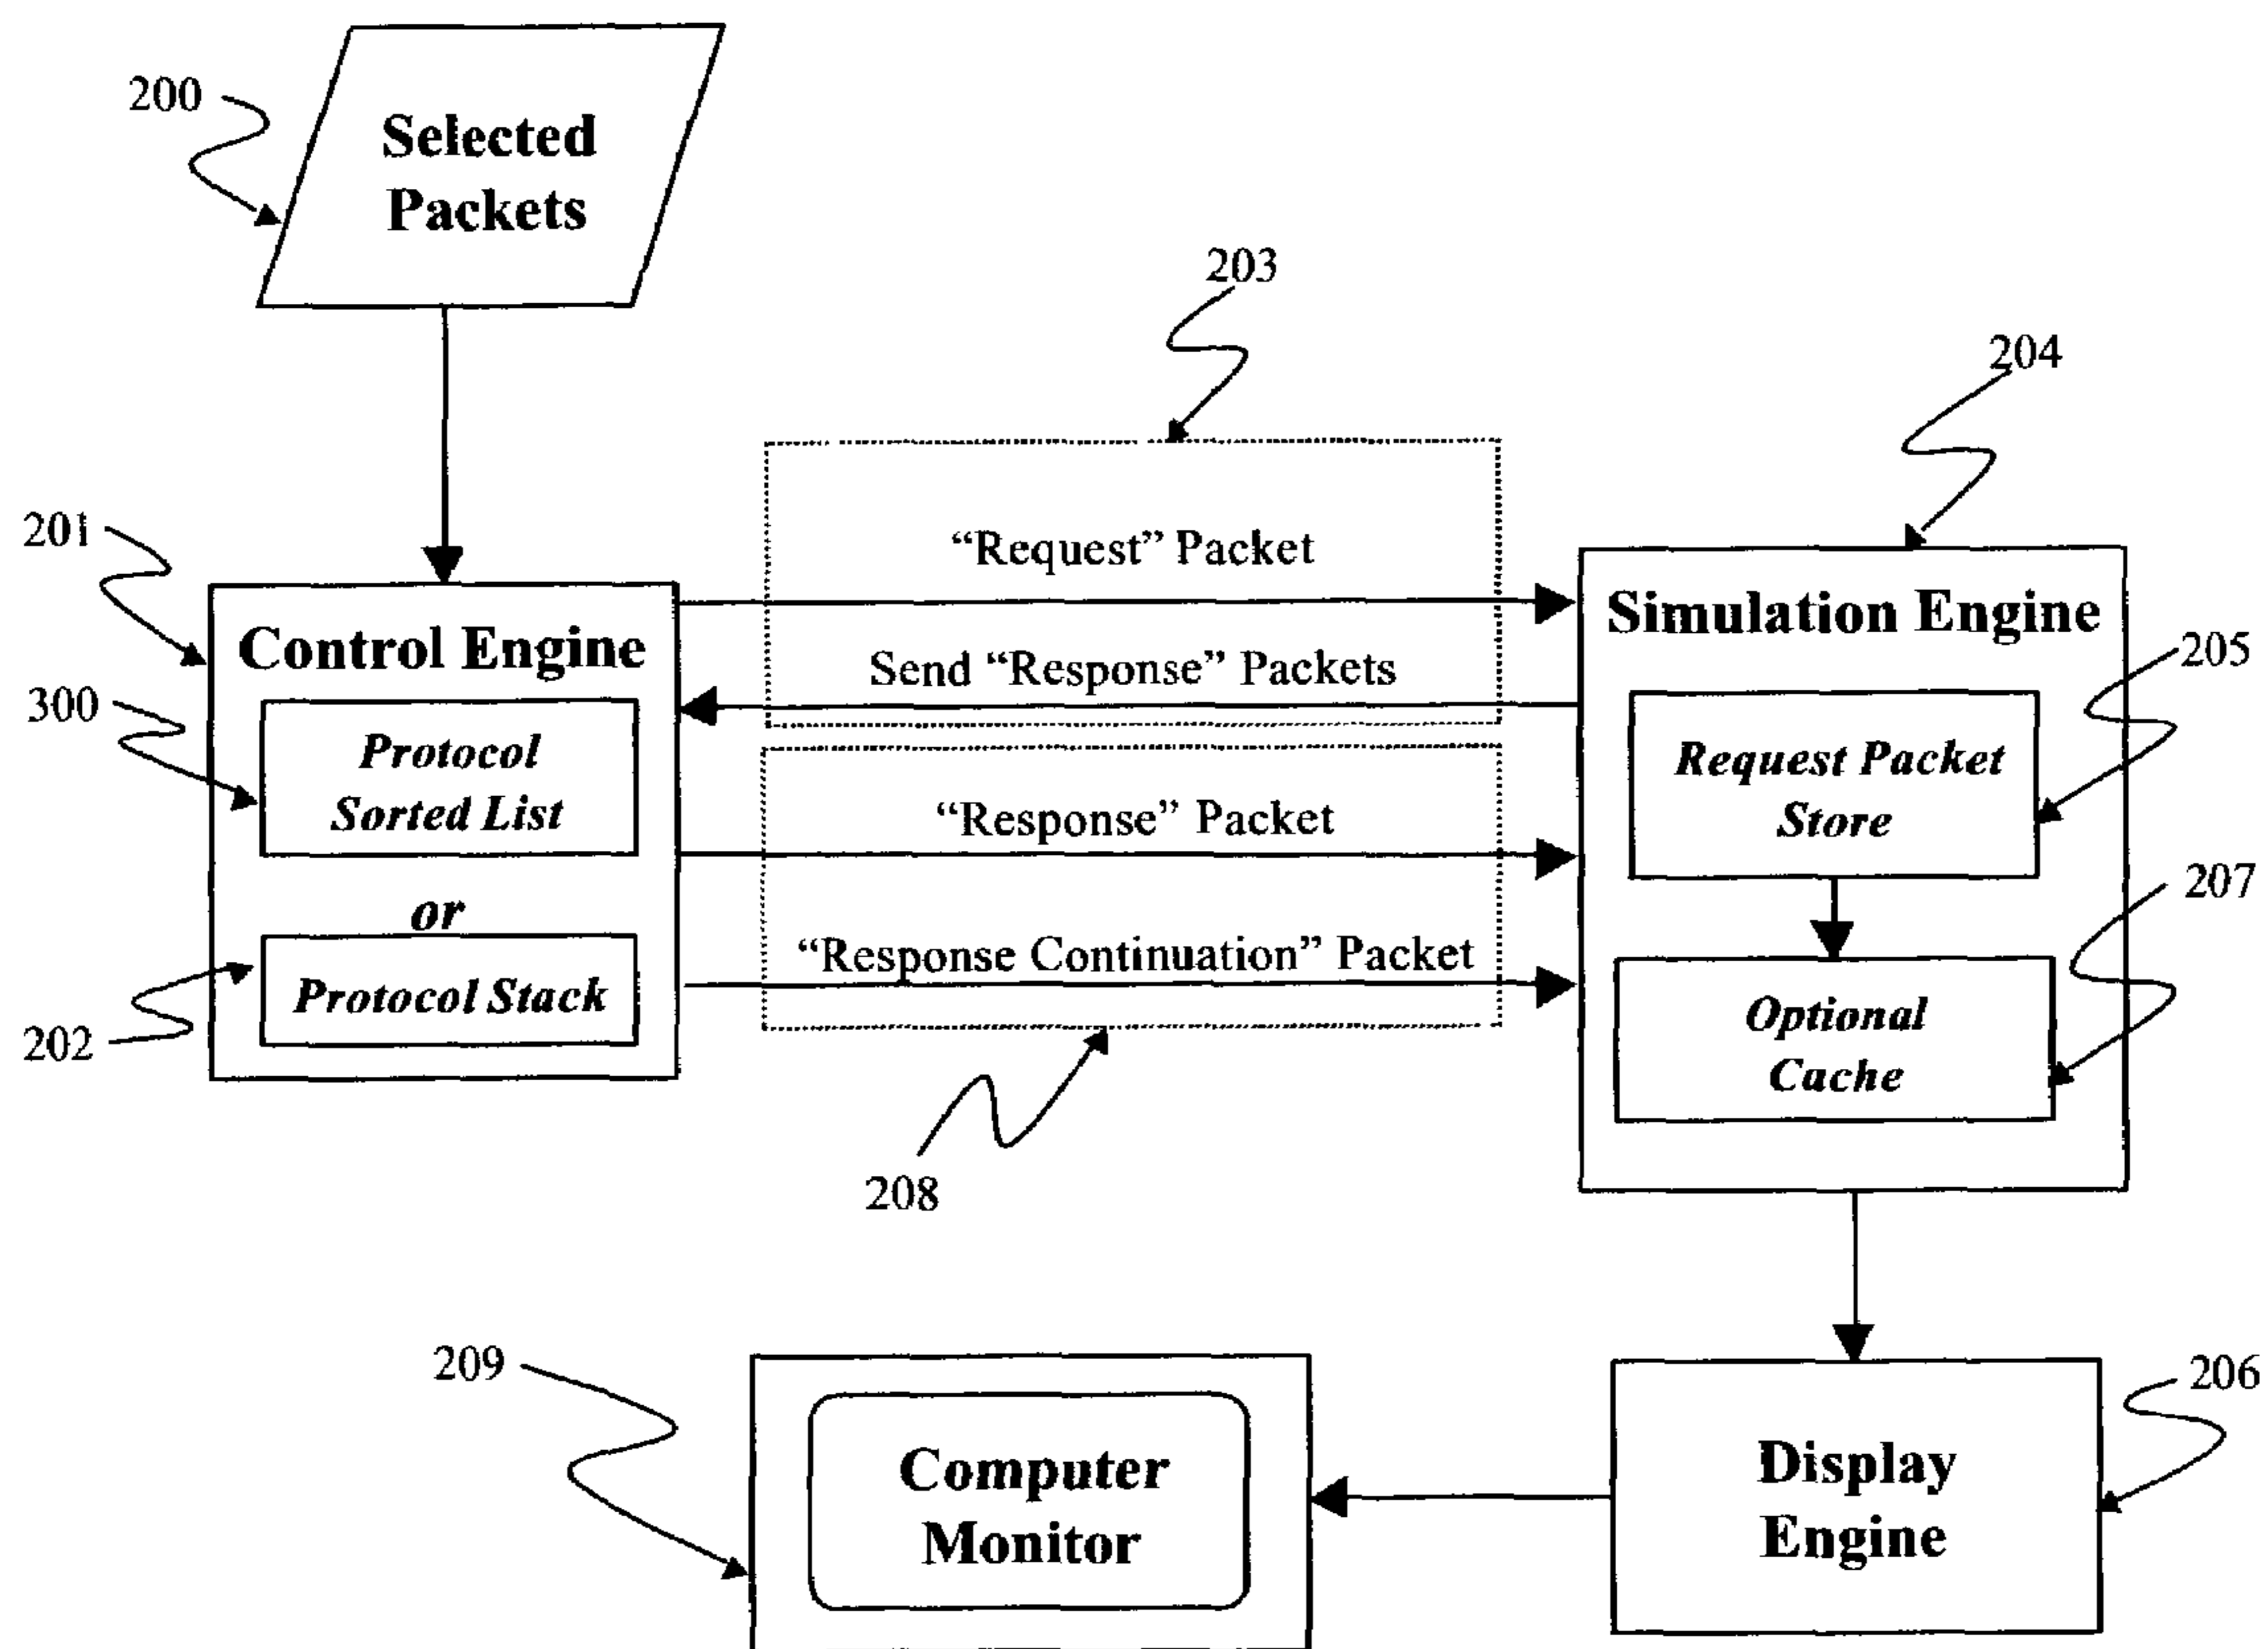 200
Selected
Packets
203
204
201
"Request" Packet
Control Engine
Simulation Engine
Send "Response" Packets
205
300
Protocol
Sorted List
Request Packet
Store
"Response" Packet
207
or
"Response Continuation" Packet
Protocol Stack
202
Optional
Cache
208
209
206
Computer
Monitor
Display
Engine